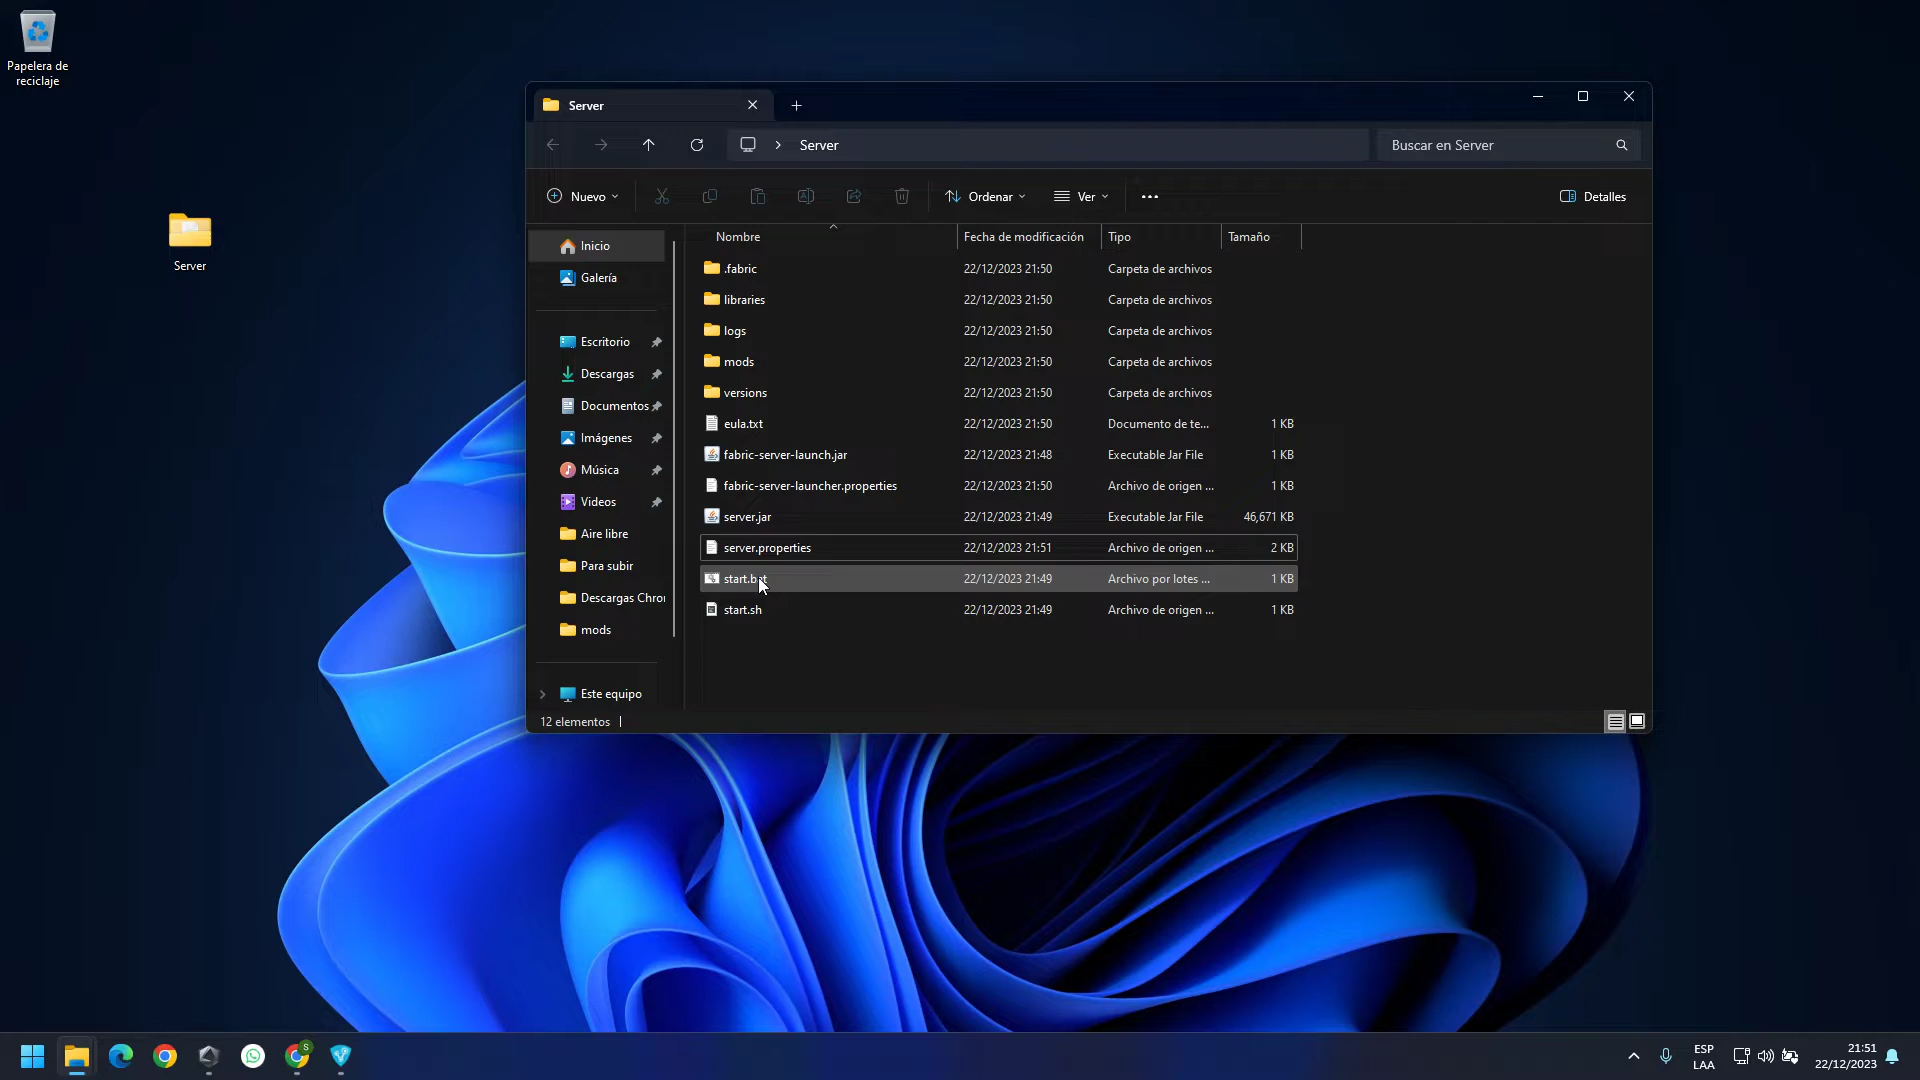 Papelera de
reciclaje
Server
Server
Server
Buscar en Server
Nuevo
Ordenar
Ver
Detalles
Inicio
Galería
Escritorio
Descargas
Documentos
Imágenes
Música
Videos
Aire libre
Para subir
Descargas Chror
mods
Este equipo
Nombre Fecha de modificación Tipo Tamaño
.fabric 22/12/2023 21:50 Carpeta de archivos
libraries 22/12/2023 21:50 Carpeta de archivos
logs 22/12/2023 21:50 Carpeta de archivos
mods 22/12/2023 21:50 Carpeta de archivos
versions 22/12/2023 21:50 Carpeta de archivos
eula.txt 22/12/2023 21:50 Documento de te... 1 KB
fabric-server-launch.jar 22/12/2023 21:48 Executable Jar File 1 KB
fabric-server-launcher.properties 22/12/2023 21:50 Archivo de origen ... 1 KB
server.jar 22/12/2023 21:49 Executable Jar File 46,671 KB
server.properties 22/12/2023 21:51 Archivo de origen ... 2 KB
start.bat 22/12/2023 21:49 Archivo por lotes ... 1 KB
start.sh 22/12/2023 21:49 Archivo de origen ... 1 KB
12 elementos
S
ESP
LAA
21:51
22/12/2023